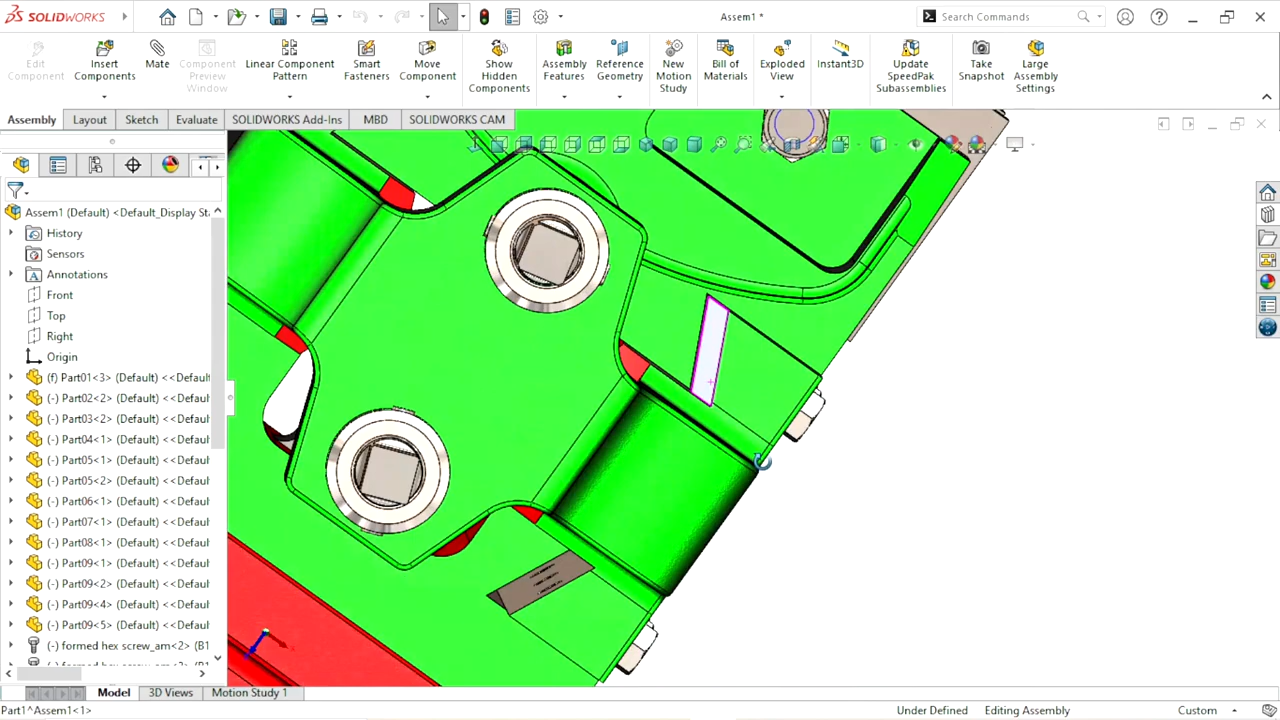 SOLIDWORKS
Assem1 *
Search Commands
Edit Component
Insert Components
Mate
Component Preview Window
Linear Component Pattern
Smart Fasteners
Move Component
Show Hidden Components
Assembly Features
Reference Geometry
New Motion Study
Bill of Materials
Exploded View
Instant3D
Update SpeedPak Subassemblies
Take Snapshot
Large Assembly Settings
Assembly
Layout
Sketch
Evaluate
SOLIDWORKS Add-Ins
MBD
SOLIDWORKS CAM
Assem1 (Default) <Default_Display St
History
Sensors
Annotations
Front
Top
Right
Origin
(f) Part01<3> (Default) <<Default
(-) Part02<2> (Default) <<Default
(-) Part03<2> (Default) <<Default
(-) Part04<1> (Default) <<Default
(-) Part05<1> (Default) <<Default
(-) Part05<2> (Default) <<Default
(-) Part06<1> (Default) <<Default
(-) Part07<1> (Default) <<Default
(-) Part08<1> (Default) <<Default
(-) Part09<1> (Default) <<Default
(-) Part09<2> (Default) <<Default
(-) Part09<4> (Default) <<Default
(-) Part09<5> (Default) <<Default
(-) formed hex screw_am<2> (B1
Model
3D Views
Motion Study 1
Part1^Assem1<1>
Under Defined
Editing Assembly
Custom